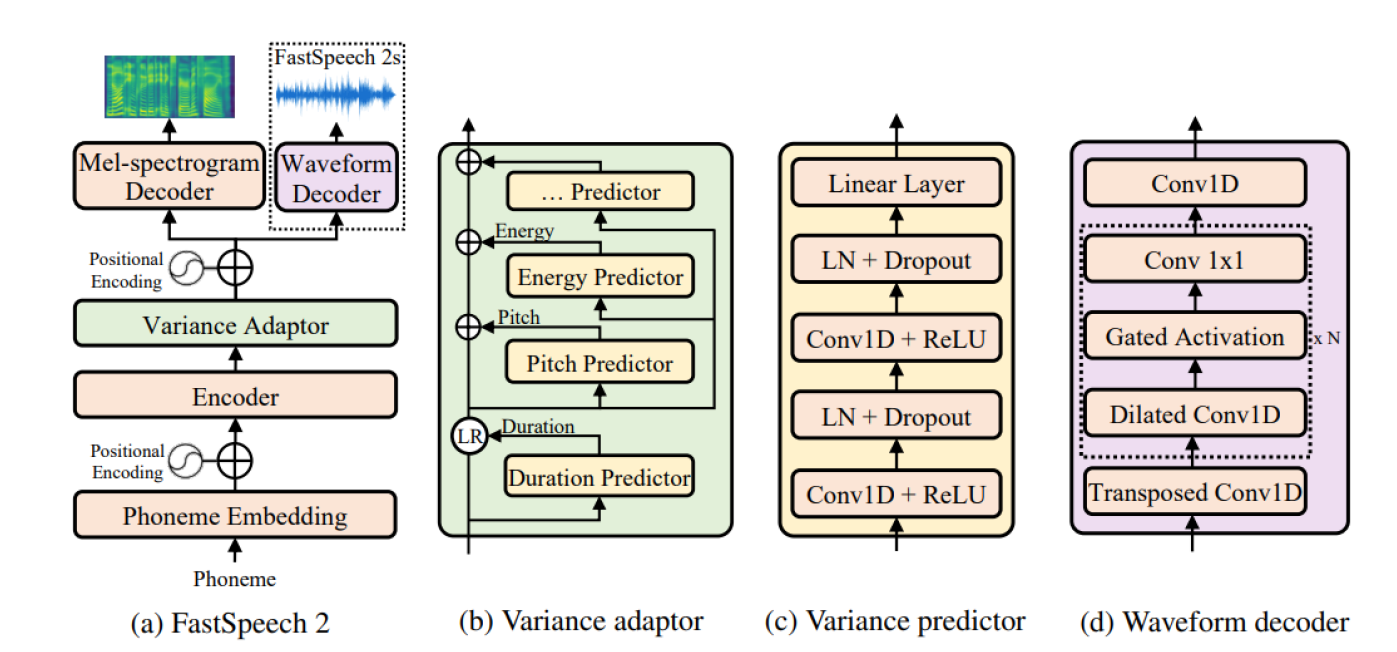 FastSpeech 2s
Mel-spectrogram
Decoder
Waveform
Decoder
Positional
Encoding
Variance Adaptor
Encoder
Positional
Encoding
Phoneme Embedding
Phoneme
(a) FastSpeech 2
... Predictor
Energy
Energy Predictor
Pitch
Pitch Predictor
LR
Duration
Duration Predictor
(b) Variance adaptor
Linear Layer
LN + Dropout
Conv1D + ReLU
LN + Dropout
Conv1D + ReLU
(c) Variance predictor
Conv1D
Conv 1x1
Gated Activation
x N
Dilated Conv1D
Transposed Conv1D
(d) Waveform decoder